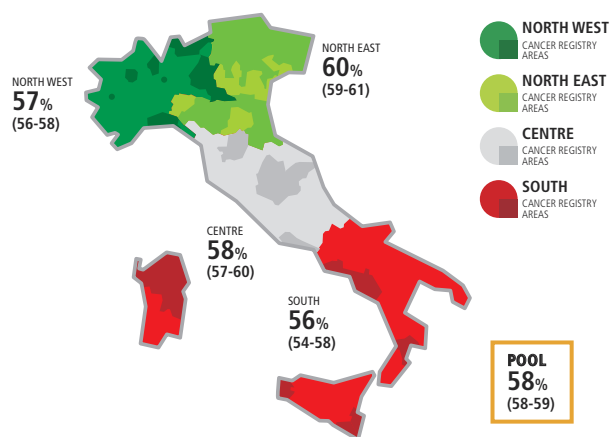 NORTH WEST
57%
(56-58)
NORTH EAST
60%
(59-61)
CENTRE
58%
(57-60)
SOUTH
56%
(54-58)
NORTH WEST
CANCER REGISTRY
AREAS
NORTH EAST
CANCER REGISTRY
AREAS
CENTRE
CANCER REGISTRY
AREAS
SOUTH
CANCER REGISTRY
AREAS
POOL
58%
(58-59)